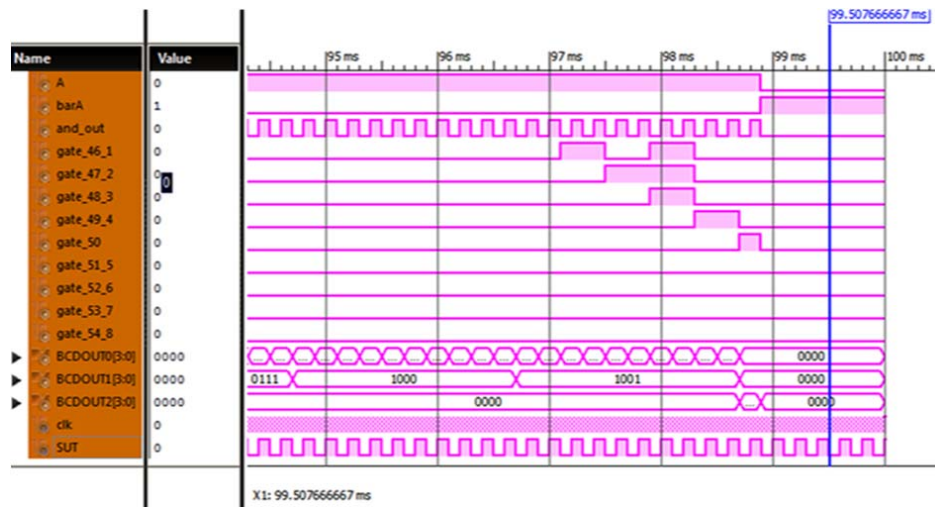 99.507666667 ms
Name Value
95 ms 96 ms 97 ms 98 ms 99 ms 100 ms
A 0
barA 1
and_out 0
gate_46_1 0
gate_47_2 0
0
gate_48_3 0
gate_49_4 0
gate_50 0
gate_51_5 0
gate_52_6 0
gate_53_7 0
gate_54_8 0
BCDOUT0[3:0] 0000 ... ... ... ... ... ... ... ... ... ... ... ... ... ... ... ... ... ... ... ... ... ... 0000
BCDOUT1[3:0] 0000 0111 1000 1001 0000
BCDOUT2[3:0] 0000 0000 ... 0000
clk 0
SUT 0
X1: 99.507666667 ms